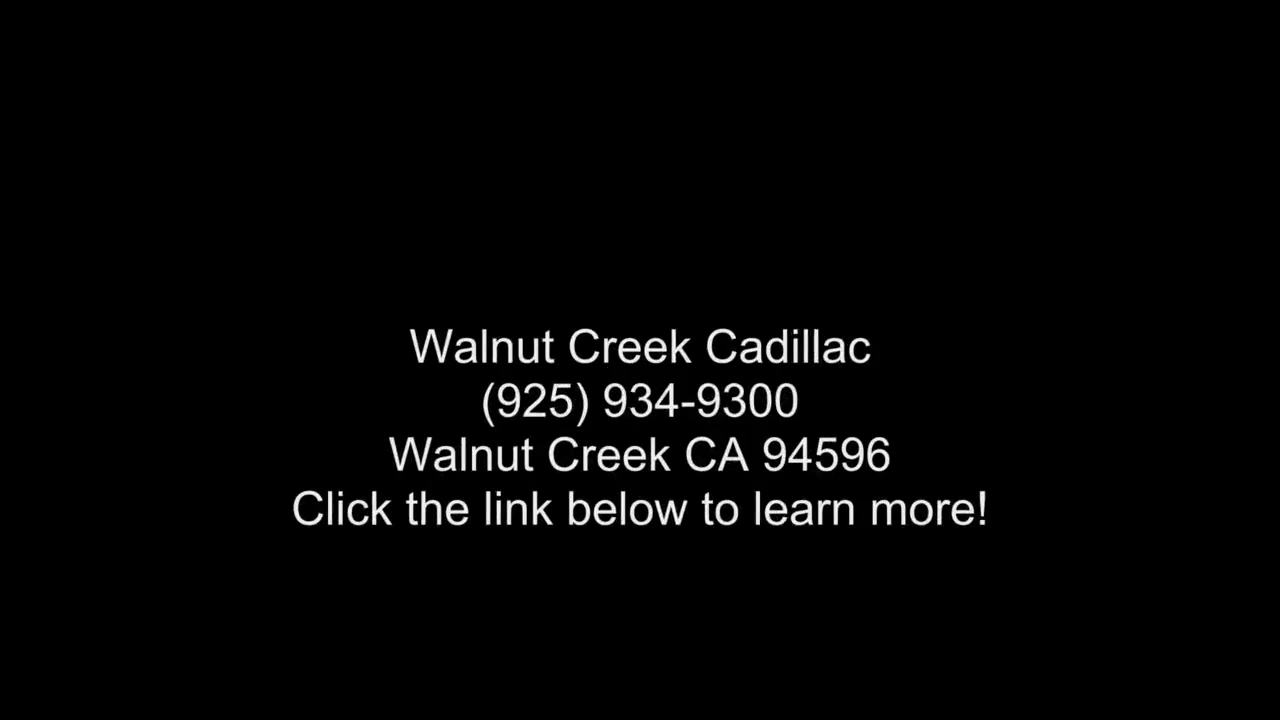 Walnut Creek Cadillac
(925) 934-9300
Walnut Creek CA 94596
Click the link below to learn more!